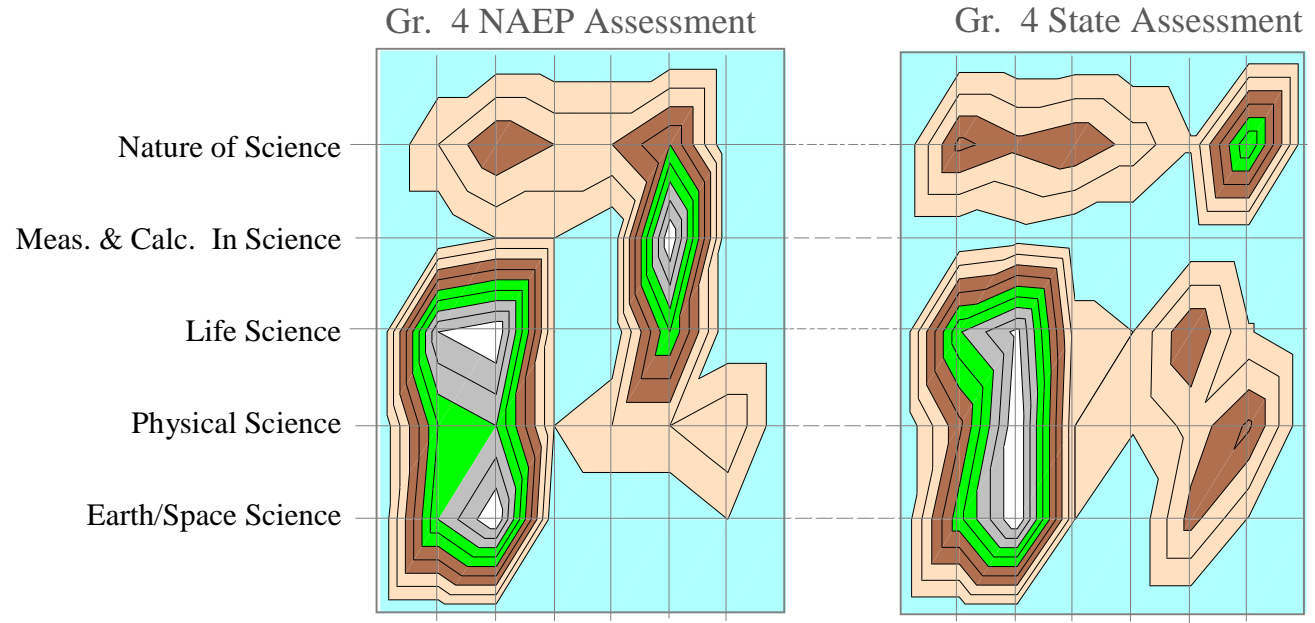 Gr. 4 NAEP Assessment
Gr. 4 State Assessment
Nature of Science
Meas. & Calc. In Science
Life Science
Physical Science
Earth/Space Science